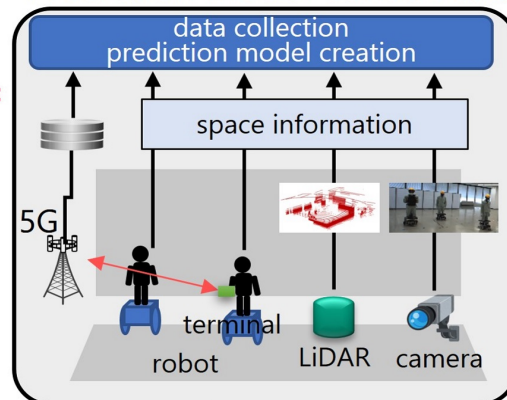 data collection
prediction model creation
space information
5G
terminal
robot
LiDAR
camera